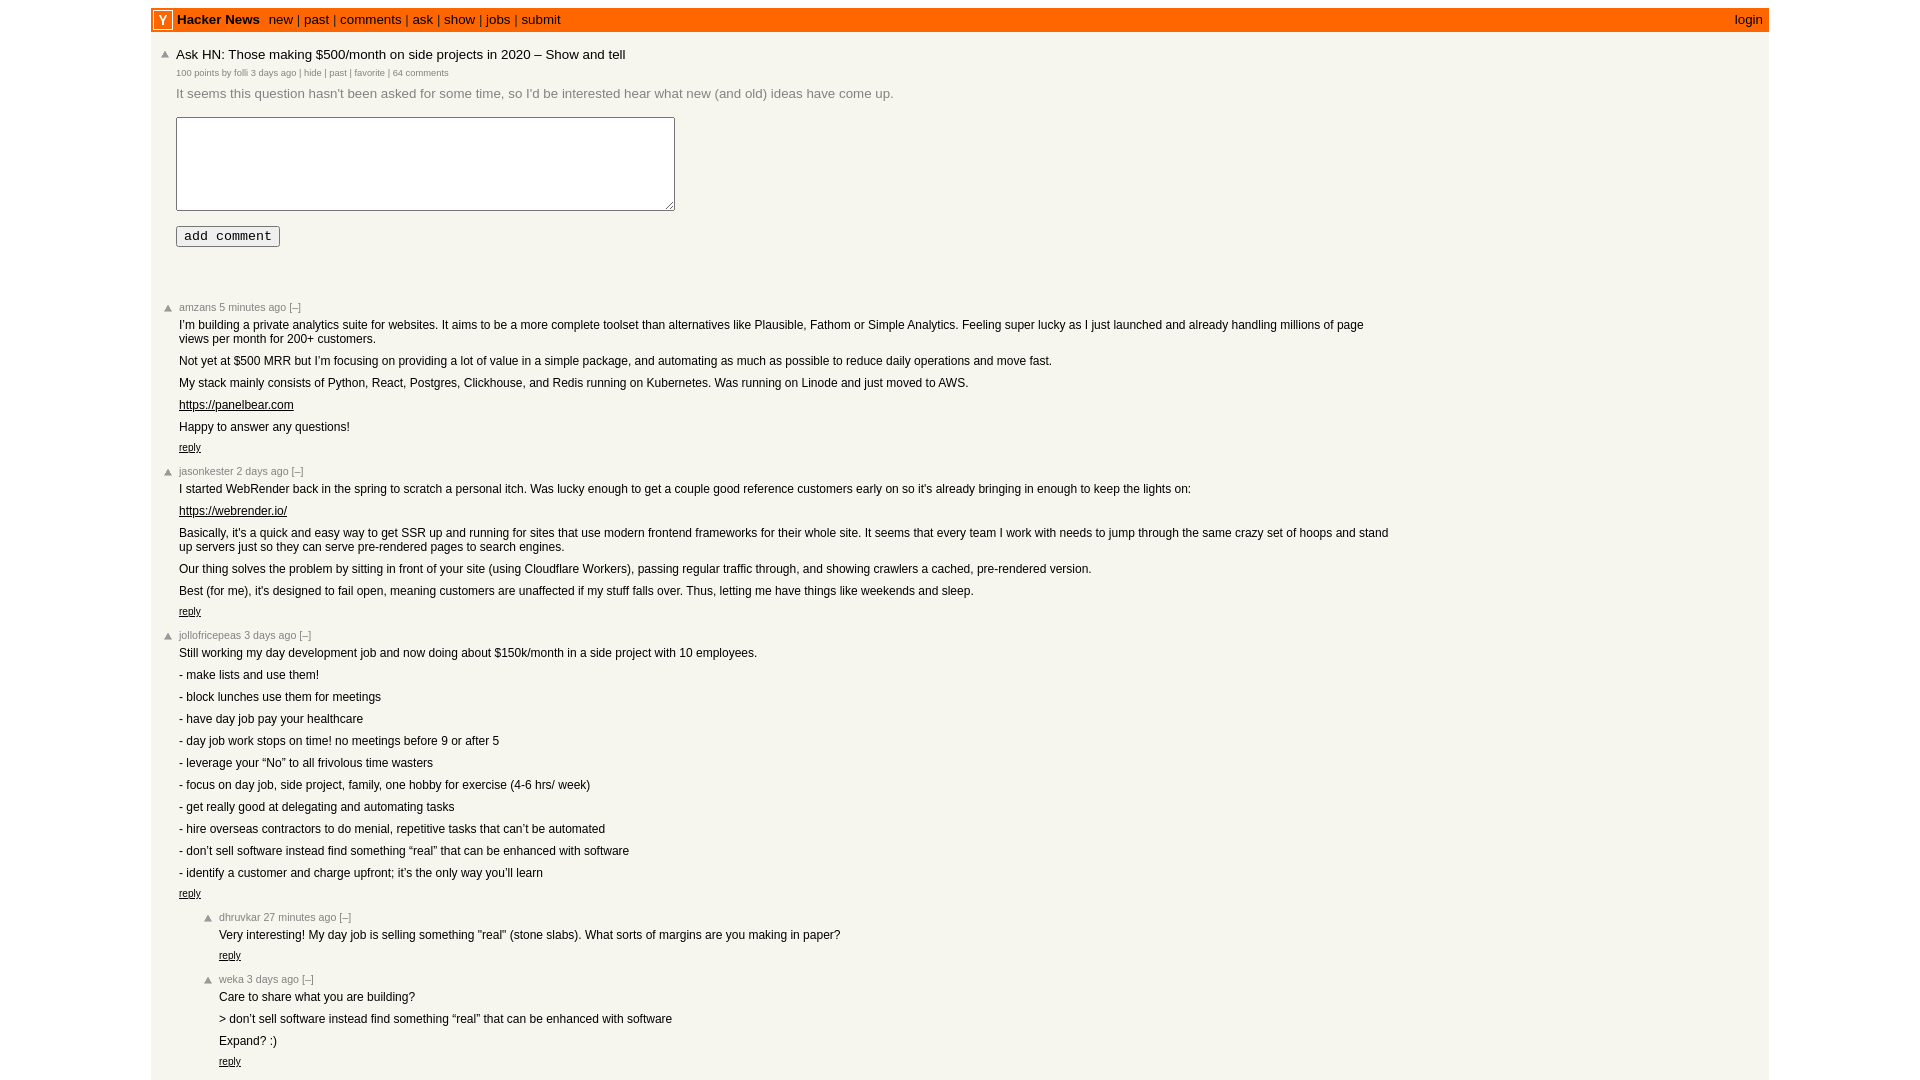 Y Hacker News new | past | comments | ask | show | jobs | submit login
Ask HN: Those making $500/month on side projects in 2020 – Show and tell
100 points by folli 3 days ago | hide | past | favorite | 64 comments
It seems this question hasn't been asked for some time, so I'd be interested hear what new (and old) ideas have come up.
add comment
amzans 5 minutes ago [–]
I’m building a private analytics suite for websites. It aims to be a more complete toolset than alternatives like Plausible, Fathom or Simple Analytics. Feeling super lucky as I just launched and already handling millions of page
views per month for 200+ customers.
Not yet at $500 MRR but I’m focusing on providing a lot of value in a simple package, and automating as much as possible to reduce daily operations and move fast.
My stack mainly consists of Python, React, Postgres, Clickhouse, and Redis running on Kubernetes. Was running on Linode and just moved to AWS.
https://panelbear.com
Happy to answer any questions!
reply
jasonkester 2 days ago [–]
I started WebRender back in the spring to scratch a personal itch. Was lucky enough to get a couple good reference customers early on so it's already bringing in enough to keep the lights on:
https://webrender.io/
Basically, it's a quick and easy way to get SSR up and running for sites that use modern frontend frameworks for their whole site. It seems that every team I work with needs to jump through the same crazy set of hoops and stand
up servers just so they can serve pre-rendered pages to search engines.
Our thing solves the problem by sitting in front of your site (using Cloudflare Workers), passing regular traffic through, and showing crawlers a cached, pre-rendered version.
Best (for me), it's designed to fail open, meaning customers are unaffected if my stuff falls over. Thus, letting me have things like weekends and sleep.
reply
jollofricepeas 3 days ago [–]
Still working my day development job and now doing about $150k/month in a side project with 10 employees.
- make lists and use them!
- block lunches use them for meetings
- have day job pay your healthcare
- day job work stops on time! no meetings before 9 or after 5
- leverage your “No” to all frivolous time wasters
- focus on day job, side project, family, one hobby for exercise (4-6 hrs/ week)
- get really good at delegating and automating tasks
- hire overseas contractors to do menial, repetitive tasks that can’t be automated
- don’t sell software instead find something “real” that can be enhanced with software
- identify a customer and charge upfront; it’s the only way you’ll learn
reply
dhruvkar 27 minutes ago [–]
Very interesting! My day job is selling something "real" (stone slabs). What sorts of margins are you making in paper?
reply
weka 3 days ago [–]
Care to share what you are building?
> don’t sell software instead find something “real” that can be enhanced with software
Expand? :)
reply